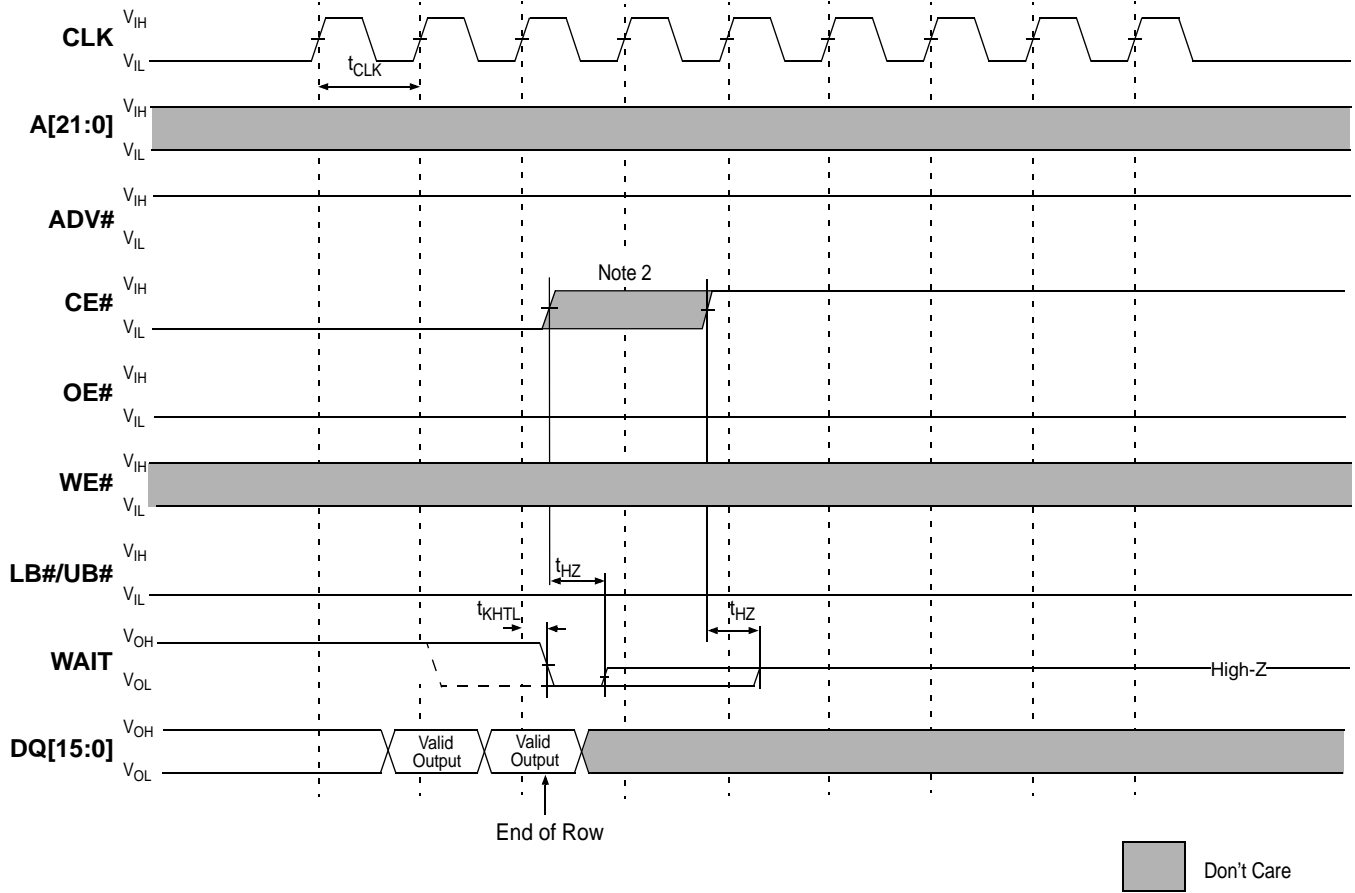 CLK
V_IH
V_IL
t_CLK
A[21:0]
V_IH
V_IL
ADV#
V_IH
V_IL
Note 2
CE#
V_IH
V_IL
OE#
V_IH
V_IL
WE#
V_IH
V_IL
LB#/UB#
V_IH
V_IL
t_HZ
t_KHTL
t_HZ
WAIT
V_OH
V_OL
High-Z
DQ[15:0]
V_OH
V_OL
Valid
Output
Valid
Output
End of Row
Don't Care